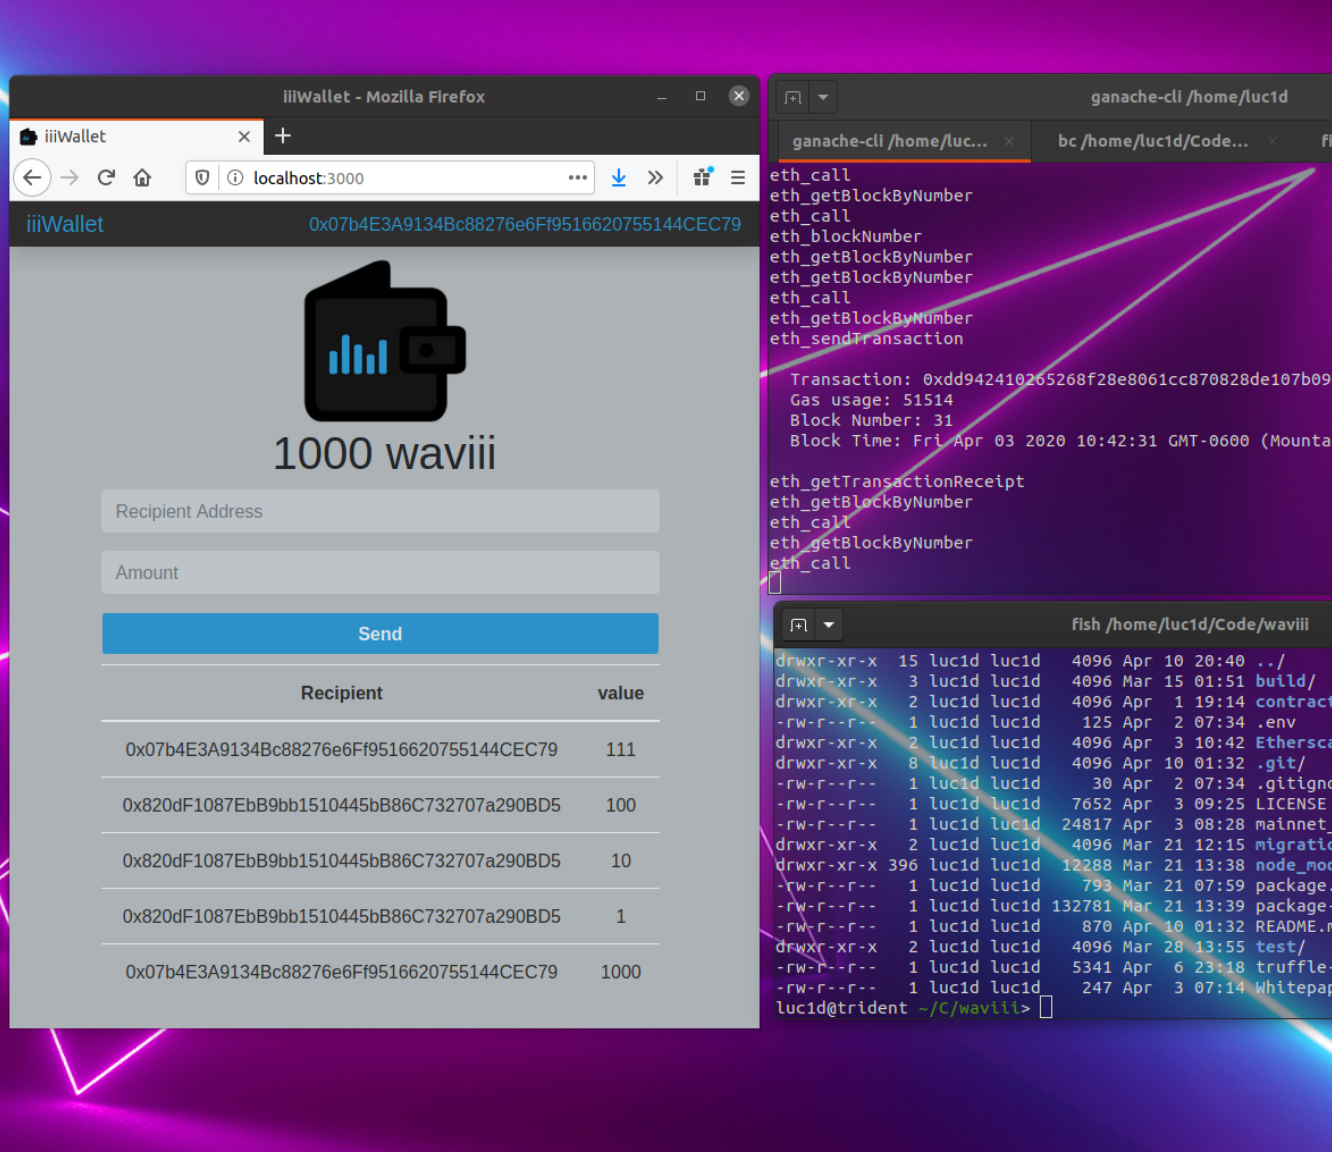 iiiWallet - Mozilla Firefox
iiiWallet
localhost:3000
iiiWallet 0x07b4E3A9134Bc88276e6Ff9516620755144CEC79
1000 waviii
Recipient Address
Amount
Send
Recipient value
0x07b4E3A9134Bc88276e6Ff9516620755144CEC79 111
0x820dF1087EbB9bb1510445bB86C732707a290BD5 100
0x820dF1087EbB9bb1510445bB86C732707a290BD5 10
0x820dF1087EbB9bb1510445bB86C732707a290BD5 1
0x07b4E3A9134Bc88276e6Ff9516620755144CEC79 1000
ganache-cli /home/luc1d
ganache-cli /home/luc... bc /home/luc1d/Code... fi
eth_call
eth_getBlockByNumber
eth_call
eth_blockNumber
eth_getBlockByNumber
eth_getBlockByNumber
eth_call
eth_getBlockByNumber
eth_sendTransaction
Transaction: 0xdd942410265268f28e8061cc870828de107b09
Gas usage: 51514
Block Number: 31
Block Time: Fri Apr 03 2020 10:42:31 GMT-0600 (Mounta
eth_getTransactionReceipt
eth_getBlockByNumber
eth_call
eth_getBlockByNumber
eth_call
fish /home/luc1d/Code/waviii
drwxr-xr-x 15 luc1d luc1d 4096 Apr 10 20:40 ../
drwxr-xr-x 3 luc1d luc1d 4096 Mar 15 01:51 build/
drwxr-xr-x 2 luc1d luc1d 4096 Apr 1 19:14 contract
-rw-r--r-- 1 luc1d luc1d 125 Apr 2 07:34 .env
drwxr-xr-x 2 luc1d luc1d 4096 Apr 3 10:42 Ethersca
drwxr-xr-x 8 luc1d luc1d 4096 Apr 10 01:32 .git/
-rw-r--r-- 1 luc1d luc1d 30 Apr 2 07:34 .gitigno
-rw-r--r-- 1 luc1d luc1d 7652 Apr 3 09:25 LICENSE
-rw-r--r-- 1 luc1d luc1d 24817 Apr 3 08:28 mainnet_
drwxr-xr-x 2 luc1d luc1d 4096 Mar 21 12:15 migratio
drwxr-xr-x 396 luc1d luc1d 12288 Mar 21 13:38 node_mod
-rw-r--r-- 1 luc1d luc1d 793 Mar 21 07:59 package.
-rw-r--r-- 1 luc1d luc1d 132781 Mar 21 13:39 package-
-rw-r--r-- 1 luc1d luc1d 870 Apr 10 01:32 README.m
drwxr-xr-x 2 luc1d luc1d 4096 Mar 28 13:55 test/
-rw-r--r-- 1 luc1d luc1d 5341 Apr 6 23:18 truffle-
-rw-r--r-- 1 luc1d luc1d 247 Apr 3 07:14 Whitepap
luc1d@trident ~/C/waviii>